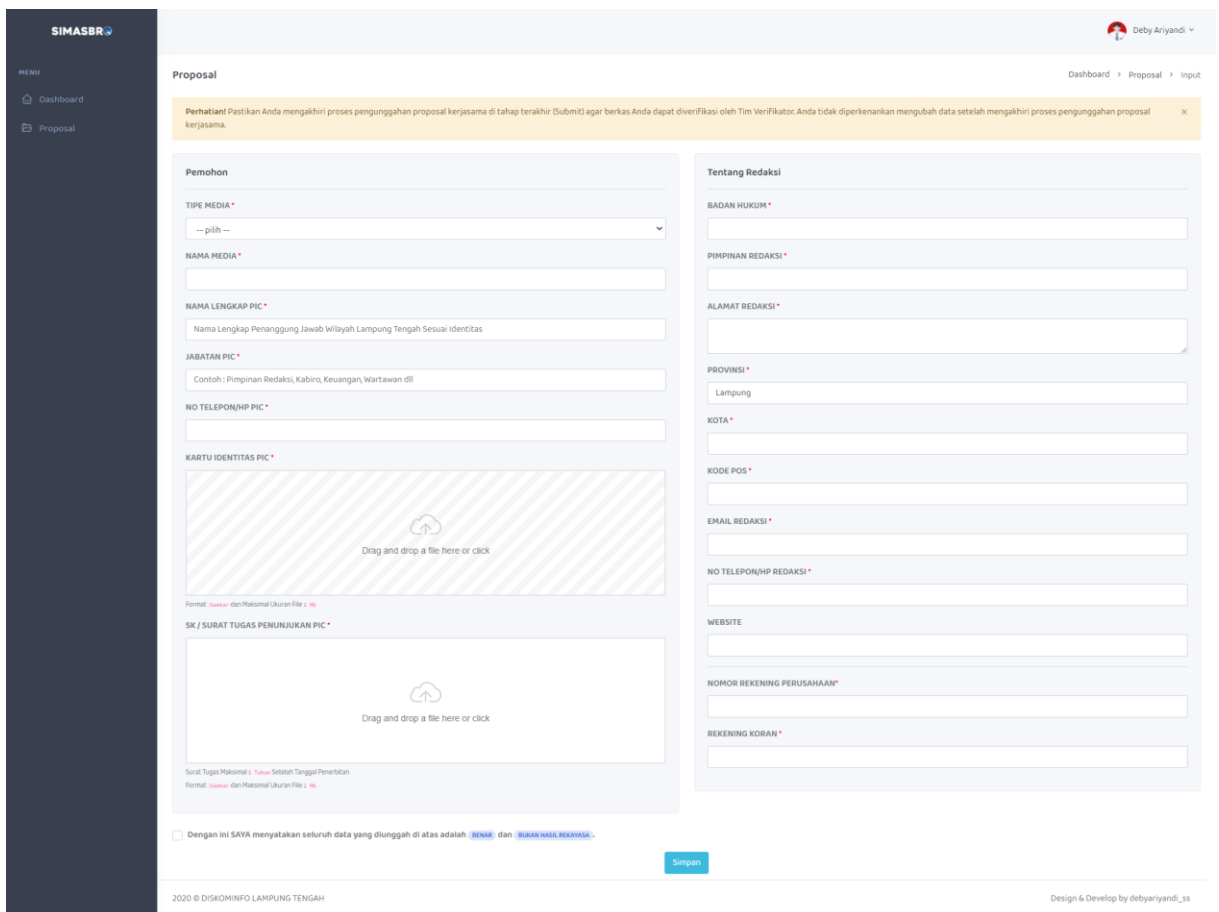 SIMASBR
Deby Ariyandi
MENU
Dashboard
Proposal
Proposal
Dashboard > Proposal > Input
Perhatian! Pastikan Anda mengakhiri proses pengunggahan proposal kerjasama di tahap terakhir (Submit) agar berkas Anda dapat diverifikasi oleh Tim Verifikator. Anda tidak diperkenankan mengubah data setelah mengakhiri proses pengunggahan proposal
kerjasama.
×
Pemohon
TIPE MEDIA *
-- pilih --
NAMA MEDIA *
NAMA LENGKAP PIC *
Nama Lengkap Penanggung Jawab Wilayah Lampung Tengah Sesuai Identitas
JABATAN PIC *
Contoh : Pimpinan Redaksi, Kabiro, Keuangan, Wartawan dll
NO TELEPON/HP PIC *
KARTU IDENTITAS PIC *
Drag and drop a file here or click
Format : Gambar dan Maksimal Ukuran File 2 Mb
SK / SURAT TUGAS PENUNJUKAN PIC *
Drag and drop a file here or click
Surat Tugas Maksimal 1 Tahun Setelah Tanggal Penerbitan
Format : Gambar dan Maksimal Ukuran File 2 Mb
Tentang Redaksi
BADAN HUKUM *
PIMPINAN REDAKSI *
ALAMAT REDAKSI *
PROVINSI *
Lampung
KOTA *
KODE POS *
EMAIL REDAKSI *
NO TELEPON/HP REDAKSI *
WEBSITE
NOMOR REKENING PERUSAHAAN*
REKENING KORAN *
Dengan ini SAYA menyatakan seluruh data yang diunggah di atas adalah BENAR dan BUKAN HASIL REKAYASA .
Simpan
2020 © DISKOMINFO LAMPUNG TENGAH
Design & Develop by debyariyandi_ss